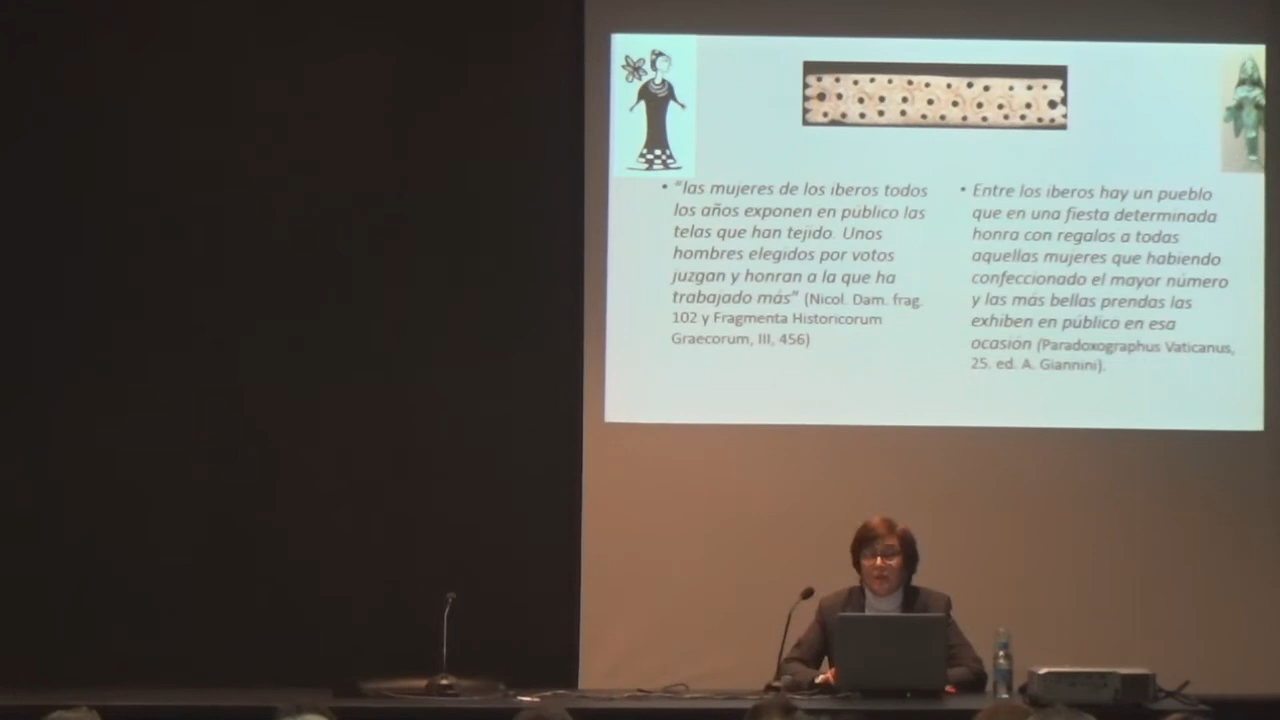 • "las mujeres de los iberos todos
los años exponen en público las
telas que han tejido. Unos
hombres elegidos por votos
juzgan y honran a la que ha
trabajado más" (Nicol. Dam. frag.
102 y Fragmenta Historicorum
Graecorum, III, 456)
• Entre los iberos hay un pueblo
que en una fiesta determinada
honra con regalos a todas
aquellas mujeres que habiendo
confeccionado el mayor número
y las más bellas prendas las
exhiben en público en esa
ocasión (Paradoxographus Vaticanus,
25. ed. A. Giannini).